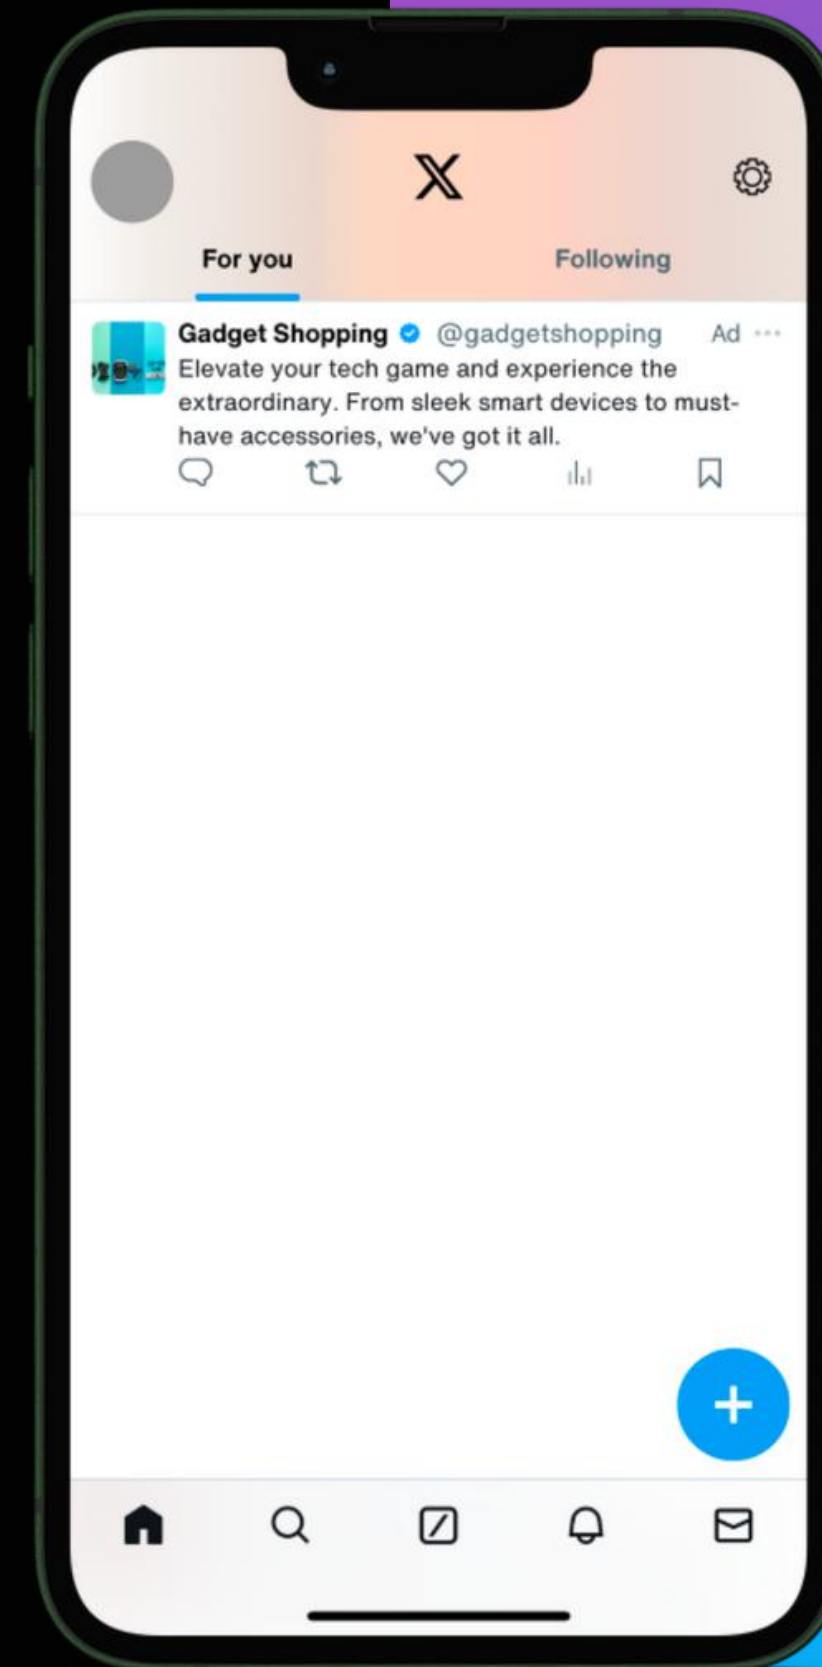 X
For you
Following
Gadget Shopping @gadgetshopping Ad
Elevate your tech game and experience the
extraordinary. From sleek smart devices to must-
have accessories, we've got it all.